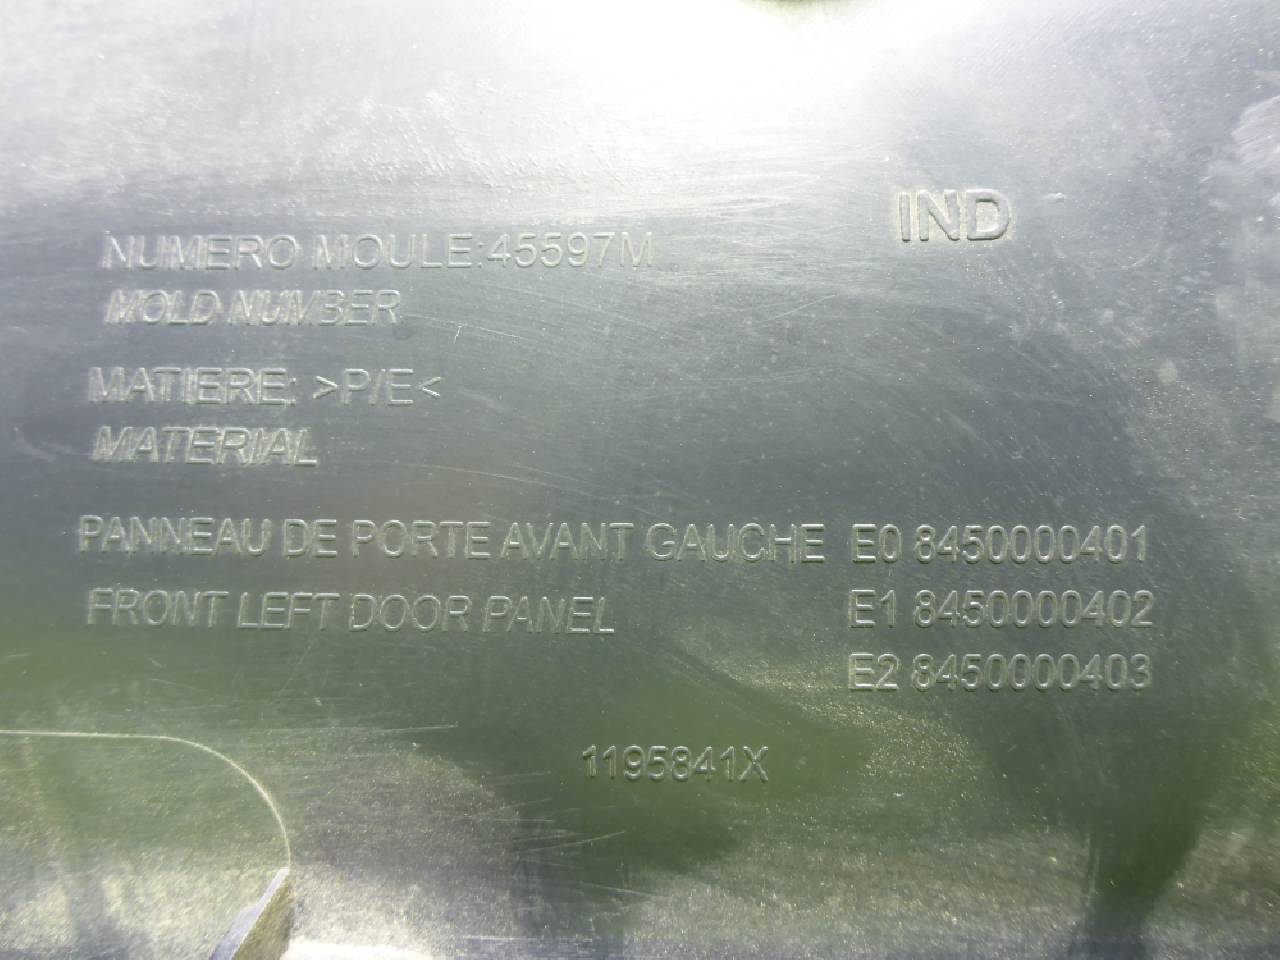 IND
NUMERO MOULE:45597M
MOLD NUMBER
MATIERE: >P/E<
MATERIAL
PANNEAU DE PORTE AVANT GAUCHE E0 8450000401
FRONT LEFT DOOR PANEL E1 8450000402
E2 8450000403
1195841X